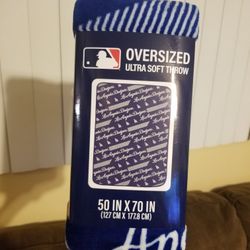 OVERSIZED
ULTRA SOFT THROW
50 IN X 70 IN
(127 CM X 177.8 CM)